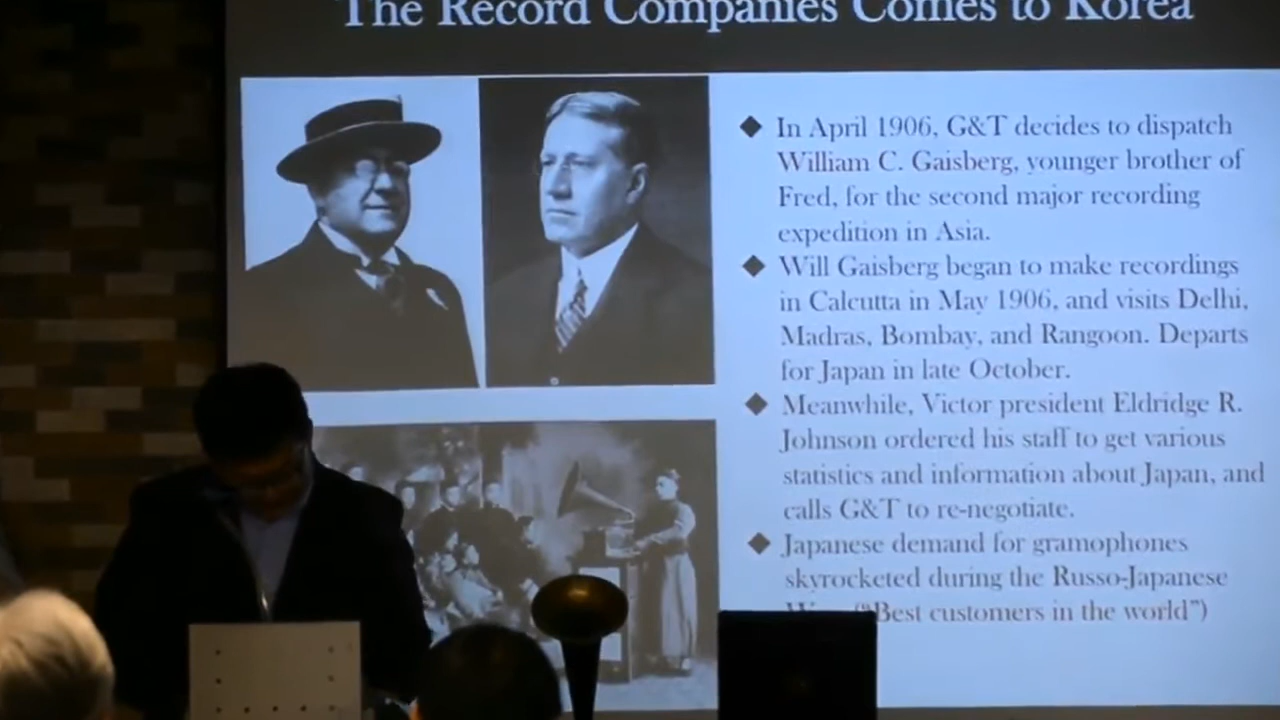 The Record Companies Comes to Korea
In April 1906, G&T decides to dispatch
William C. Gaisberg, younger brother of
Fred, for the second major recording
expedition in Asia.
Will Gaisberg began to make recordings
in Calcutta in May 1906, and visits Delhi,
Madras, Bombay, and Rangoon. Departs
for Japan in late October.
Meanwhile, Victor president Eldridge R.
Johnson ordered his staff to get various
statistics and information about Japan, and
calls G&T to re-negotiate.
Japanese demand for gramophones
skyrocketed during the Russo-Japanese
("Best customers in the world")